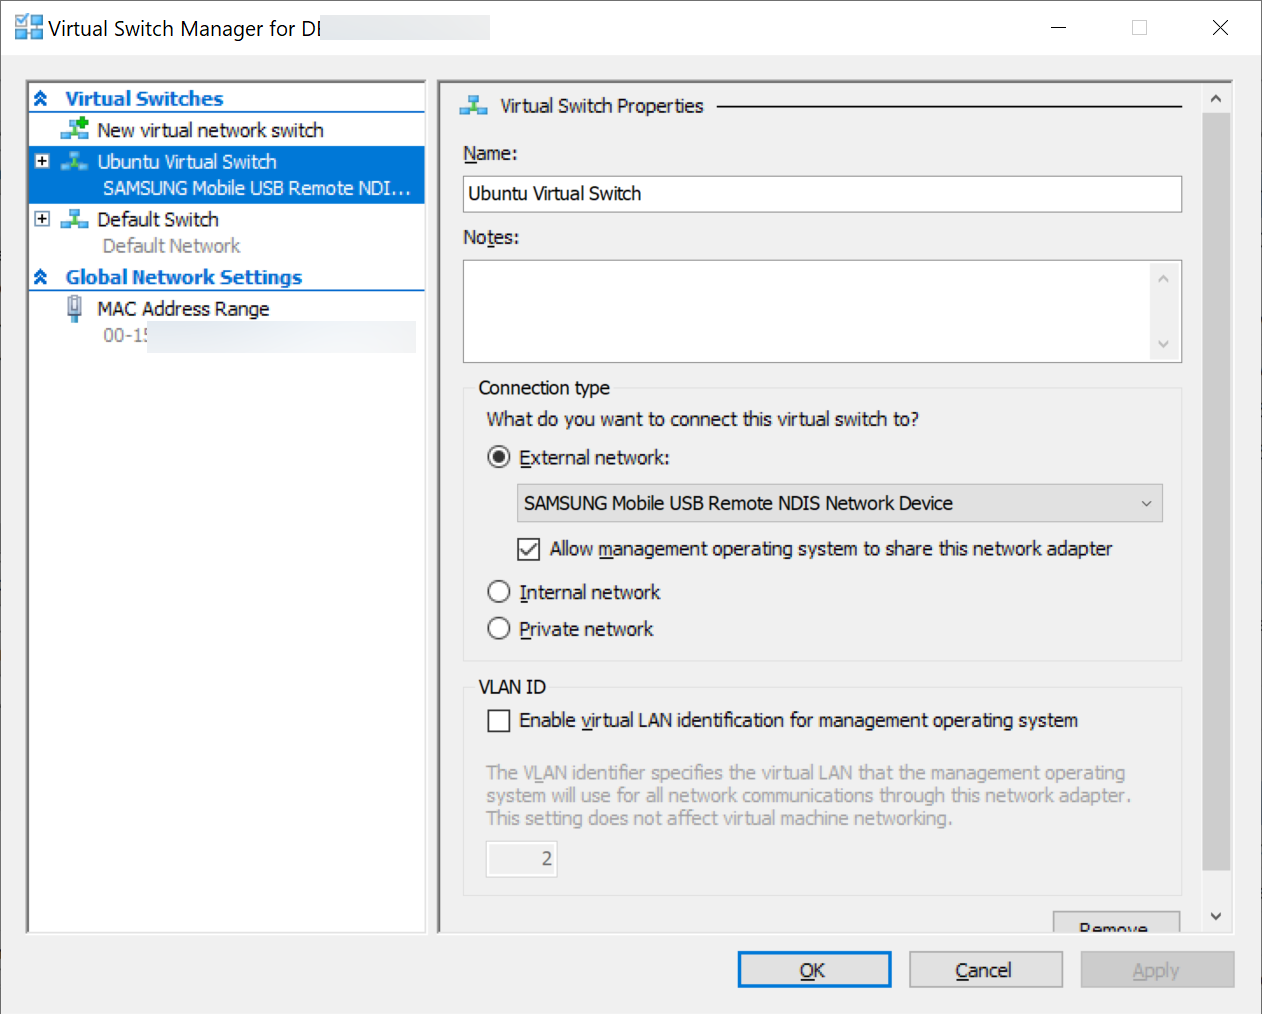 Virtual Switch Manager for DE
Virtual Switches
New virtual network switch
Ubuntu Virtual Switch
SAMSUNG Mobile USB Remote NDI...
Default Switch
Default Network
Global Network Settings
MAC Address Range
00-15
Virtual Switch Properties
Name:
Ubuntu Virtual Switch
Notes:
Connection type
What do you want to connect this virtual switch to?
External network:
SAMSUNG Mobile USB Remote NDIS Network Device
Allow management operating system to share this network adapter
Internal network
Private network
VLAN ID
Enable virtual LAN identification for management operating system
The VLAN identifier specifies the virtual LAN that the management operating
system will use for all network communications through this network adapter.
This setting does not affect virtual machine networking.
2
Remove
OK Cancel Apply